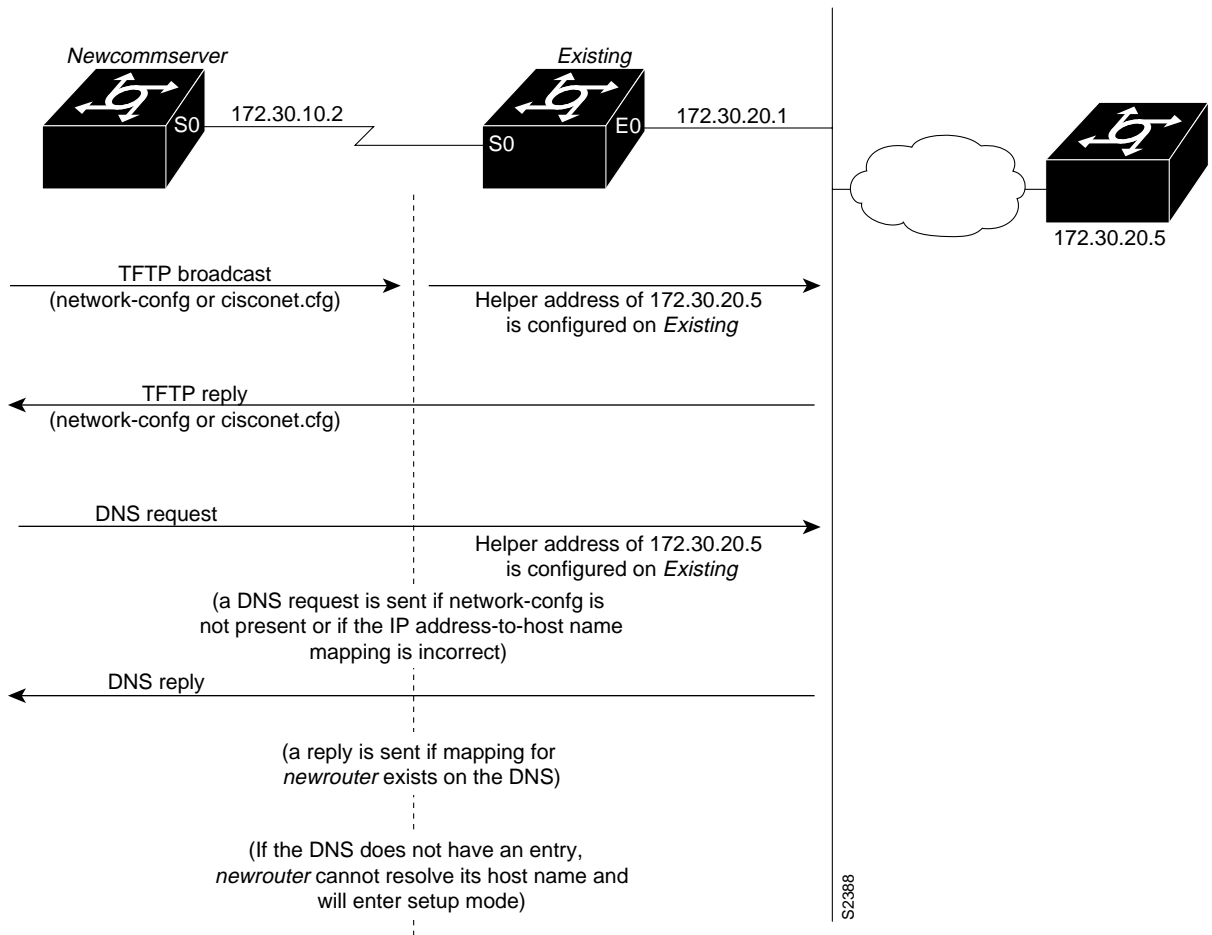 Newcommserver
Existing
S0
172.30.10.2
S0
E0
172.30.20.1
172.30.20.5
TFTP broadcast
(network-confg or cisconet.cfg)
Helper address of 172.30.20.5
is configured on Existing
TFTP reply
(network-confg or cisconet.cfg)
DNS request
Helper address of 172.30.20.5
is configured on Existing
(a DNS request is sent if network-confg is
not present or if the IP address-to-host name
mapping is incorrect)
DNS reply
(a reply is sent if mapping for
newrouter exists on the DNS)
(If the DNS does not have an entry,
newrouter cannot resolve its host name and
will enter setup mode)
S2388